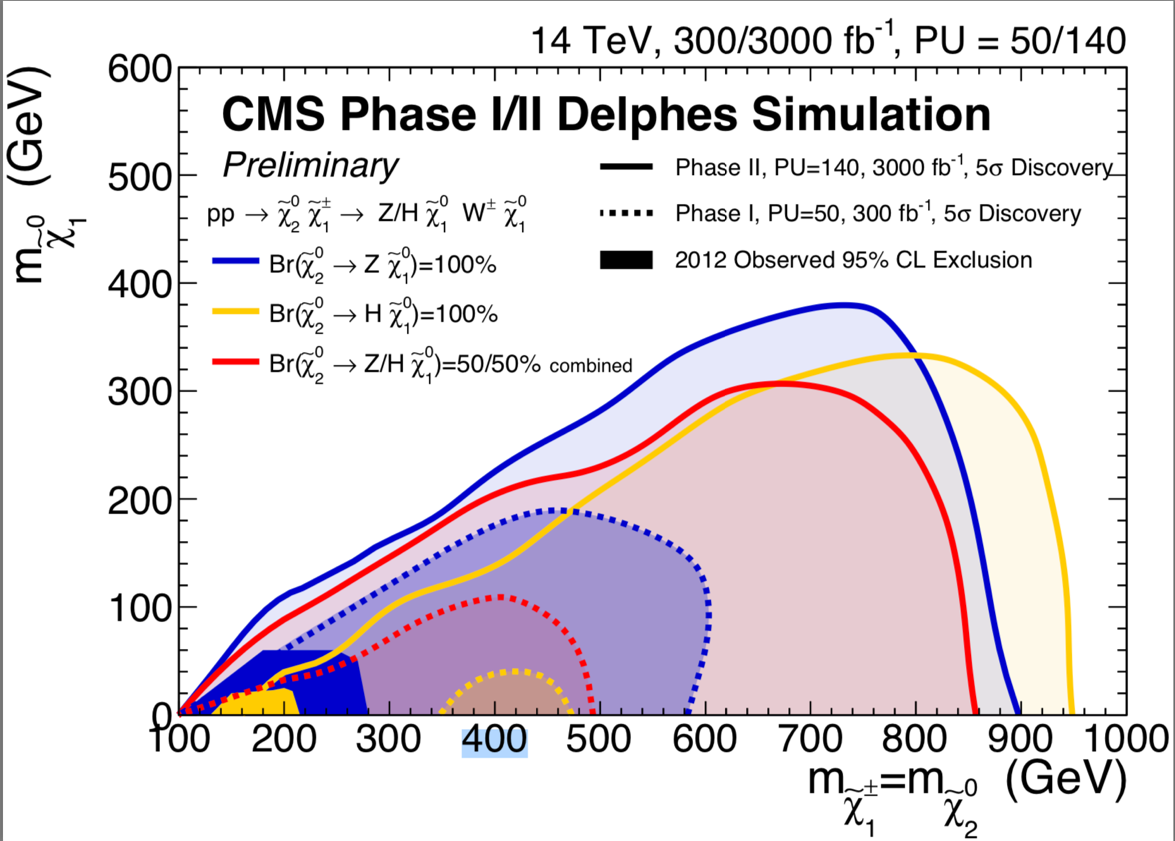 14 TeV, 300/3000 fb⁻¹, PU = 50/140
CMS Phase I/II Delphes Simulation
Preliminary
pp → χ̃₂⁰ χ̃₁± → Z/H χ̃₁⁰ W± χ̃₁⁰
Br(χ̃₂⁰ → Z χ̃₁⁰)=100%
Br(χ̃₂⁰ → H χ̃₁⁰)=100%
Br(χ̃₂⁰ → Z/H χ̃₁⁰)=50/50% combined
Phase II, PU=140, 3000 fb⁻¹, 5σ Discovery
Phase I, PU=50, 300 fb⁻¹, 5σ Discovery
2012 Observed 95% CL Exclusion
m χ̃₁⁰ (GeV)
600
500
400
300
200
100
0
100 200 300 400 500 600 700 800 900 1000
m χ̃₁± =m χ̃₂⁰ (GeV)